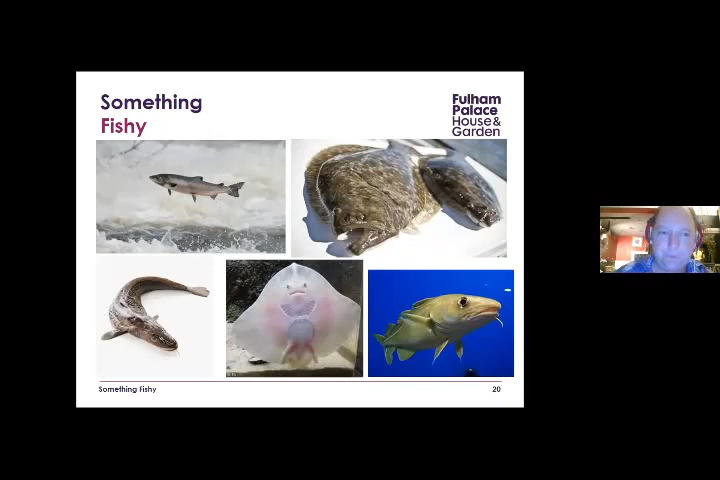 Something
Fishy
Fulham
Palace
House &
Garden
Something Fishy
20